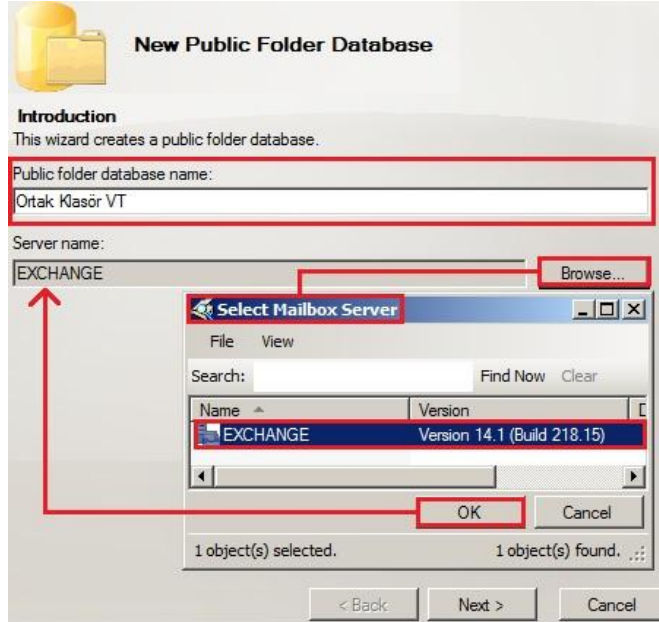 New Public Folder Database
Introduction
This wizard creates a public folder database.
Public folder database name:
Ortak Klasör VT
Server name:
EXCHANGE
Browse...
Select Mailbox Server
File View
Search: Find Now Clear
Name Version D
EXCHANGE Version 14.1 (Build 218.15)
OK Cancel
1 object(s) selected. 1 object(s) found.
< Back Next > Cancel